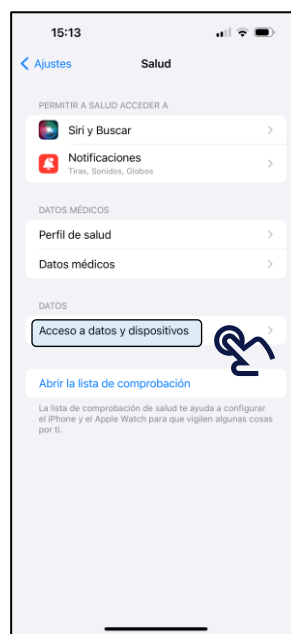 15:13
Ajustes
Salud
PERMITIR A SALUD ACCEDER A
Siri y Buscar
Notificaciones
Tiras, Sonidos, Globos
DATOS MÉDICOS
Perfil de salud
Datos médicos
DATOS
Acceso a datos y dispositivos
Abrir la lista de comprobación
La lista de comprobación de salud te ayuda a configurar
el iPhone y el Apple Watch para que vigilen algunas cosas
por ti.